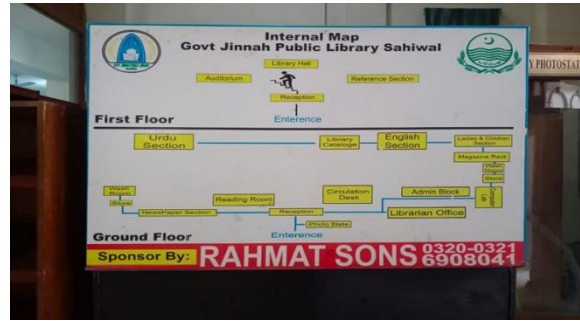 Internal Map
Govt Jinnah Public Library Sahiwal
Library Hall
Auditorium
Reference Section
Reception
First Floor
Enterence
Urdu Section
Library Cataloge
English Section
Ladies & Children Section
Magazine Rack
Wash Room
Store
Wash Room
Store
Reading Room
Circulation Desk
Admin Block
NewsPaper Section
Reception
Librarian Office
Photo State
Ground Floor
Enterence
Sponsor By:
RAHMAT SONS
0320-0321
6908041
Y PHOTOSTAT